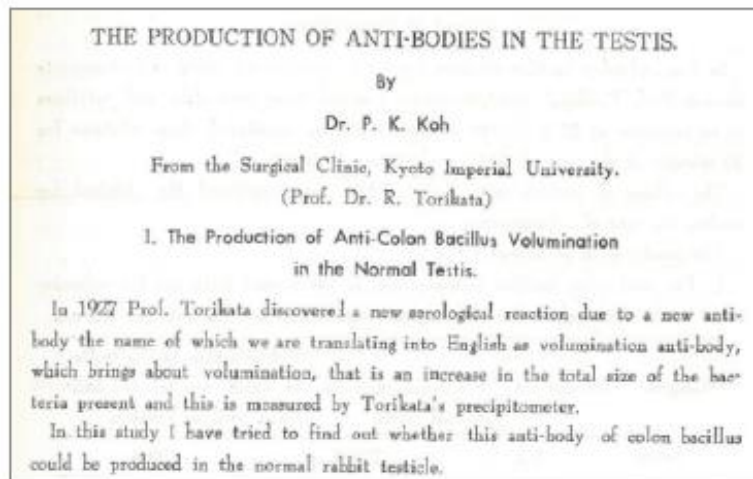 THE PRODUCTION OF ANTI-BODIES IN THE TESTIS.
By
Dr. P. K. Koh
From the Surgical Clinic, Kyoto Imperial University.
(Prof. Dr. R. Torikata)
I. The Production of Anti-Colon Bacillus Volumination
in the Normal Testis.
In 1927 Prof. Torikata discovered a new serological reaction due to a new anti-
body the name of which we are translating into English as volumination anti-body,
which brings about volumination, that is an increase in the total size of the bac-
teria present and this is measured by Torikata's precipitometer.
In this study I have tried to find out whether this anti-body of colon bacillus
could be produced in the normal rabbit testicle.